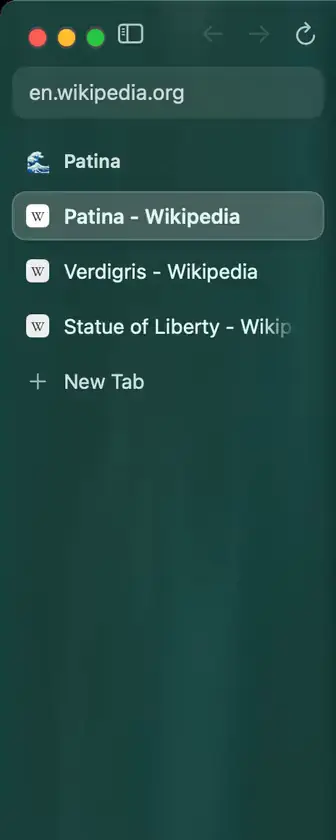 en.wikipedia.org
Patina
W Patina - Wikipedia
W Verdigris - Wikipedia
W Statue of Liberty - Wikip
+ New Tab